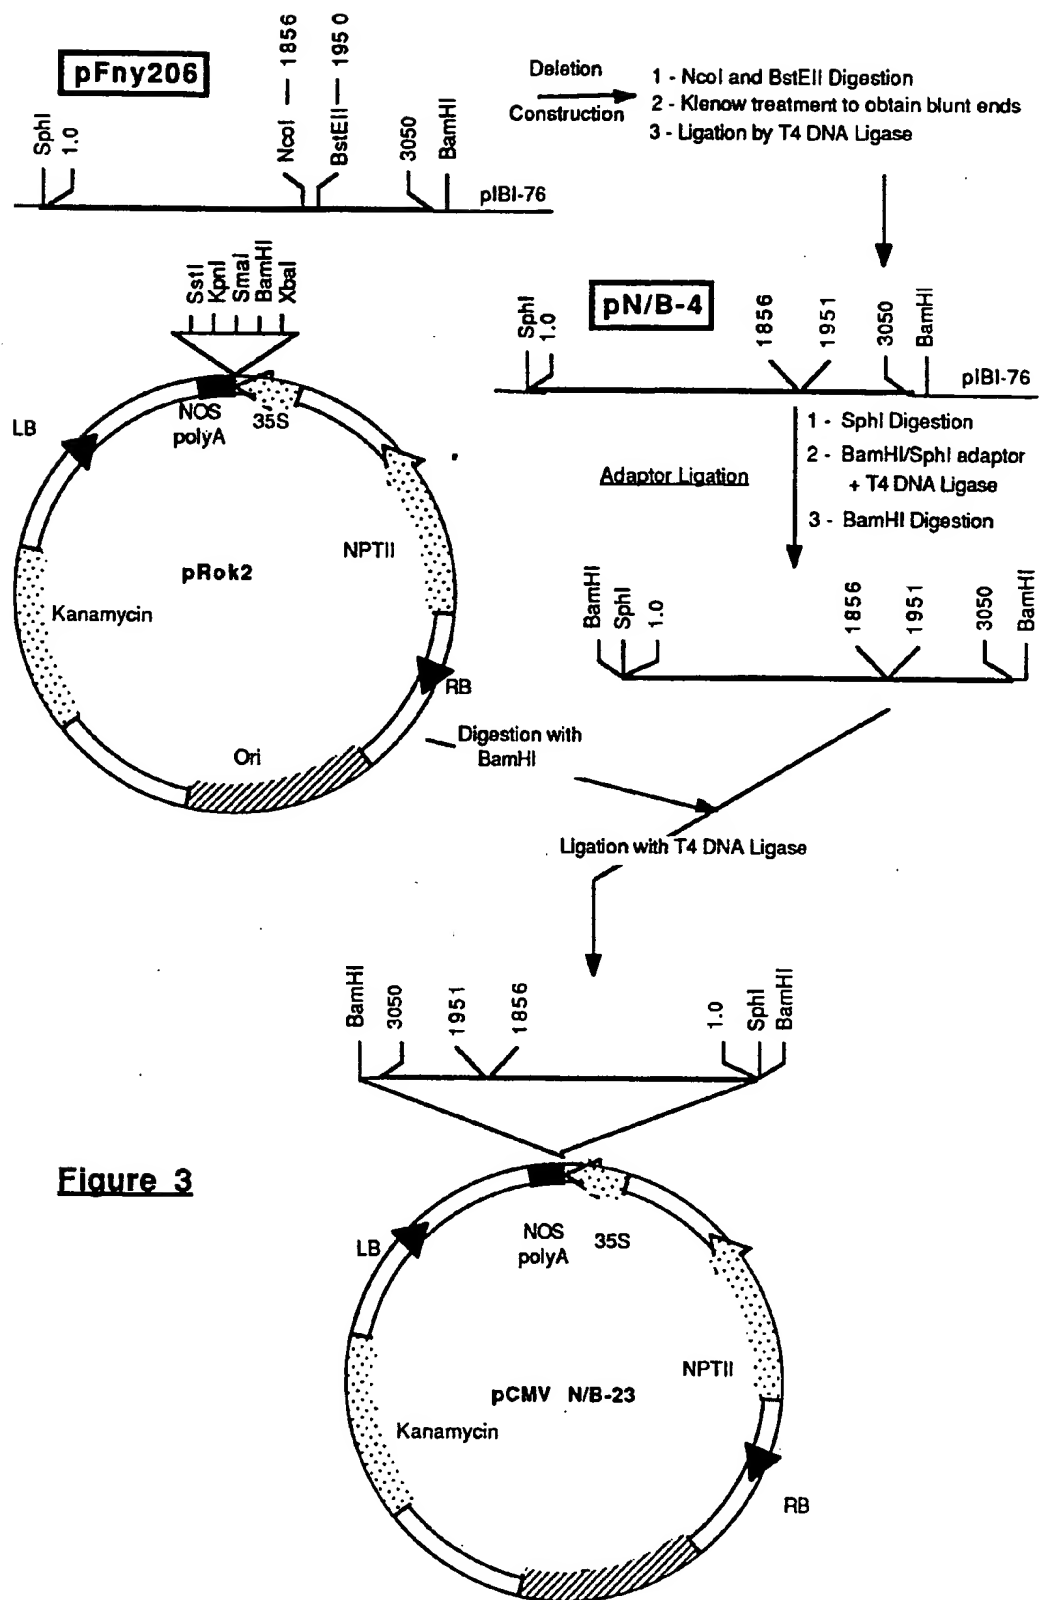 pFny206
SphI
1.0
NcoI — 1856
BstEII — 195 0
3050
BamHI
pIBI-76
Deletion
Construction
1 - NcoI and BstEII Digestion
2 - Klenow treatment to obtain blunt ends
3 - Ligation by T4 DNA Ligase
SstI
KpnI
SmaI
BamHI
XbaI
NOS
polyA
35S
LB
NPTII
pRok2
Kanamycin
RB
Ori
Digestion with
BamHI
pN/B-4
SphI
1.0
1856
1951
3050
BamHI
pIBI-76
Adaptor Ligation
1 - SphI Digestion
2 - BamHI/SphI adaptor
+ T4 DNA Ligase
3 - BamHI Digestion
BamHI
SphI
1.0
1856
1951
3050
BamHI
Ligation with T4 DNA Ligase
BamHI
3050
1951
1856
1.0
SphI
BamHI
Figure 3
NOS
polyA
35S
LB
NPTII
pCMV N/B-23
Kanamycin
RB